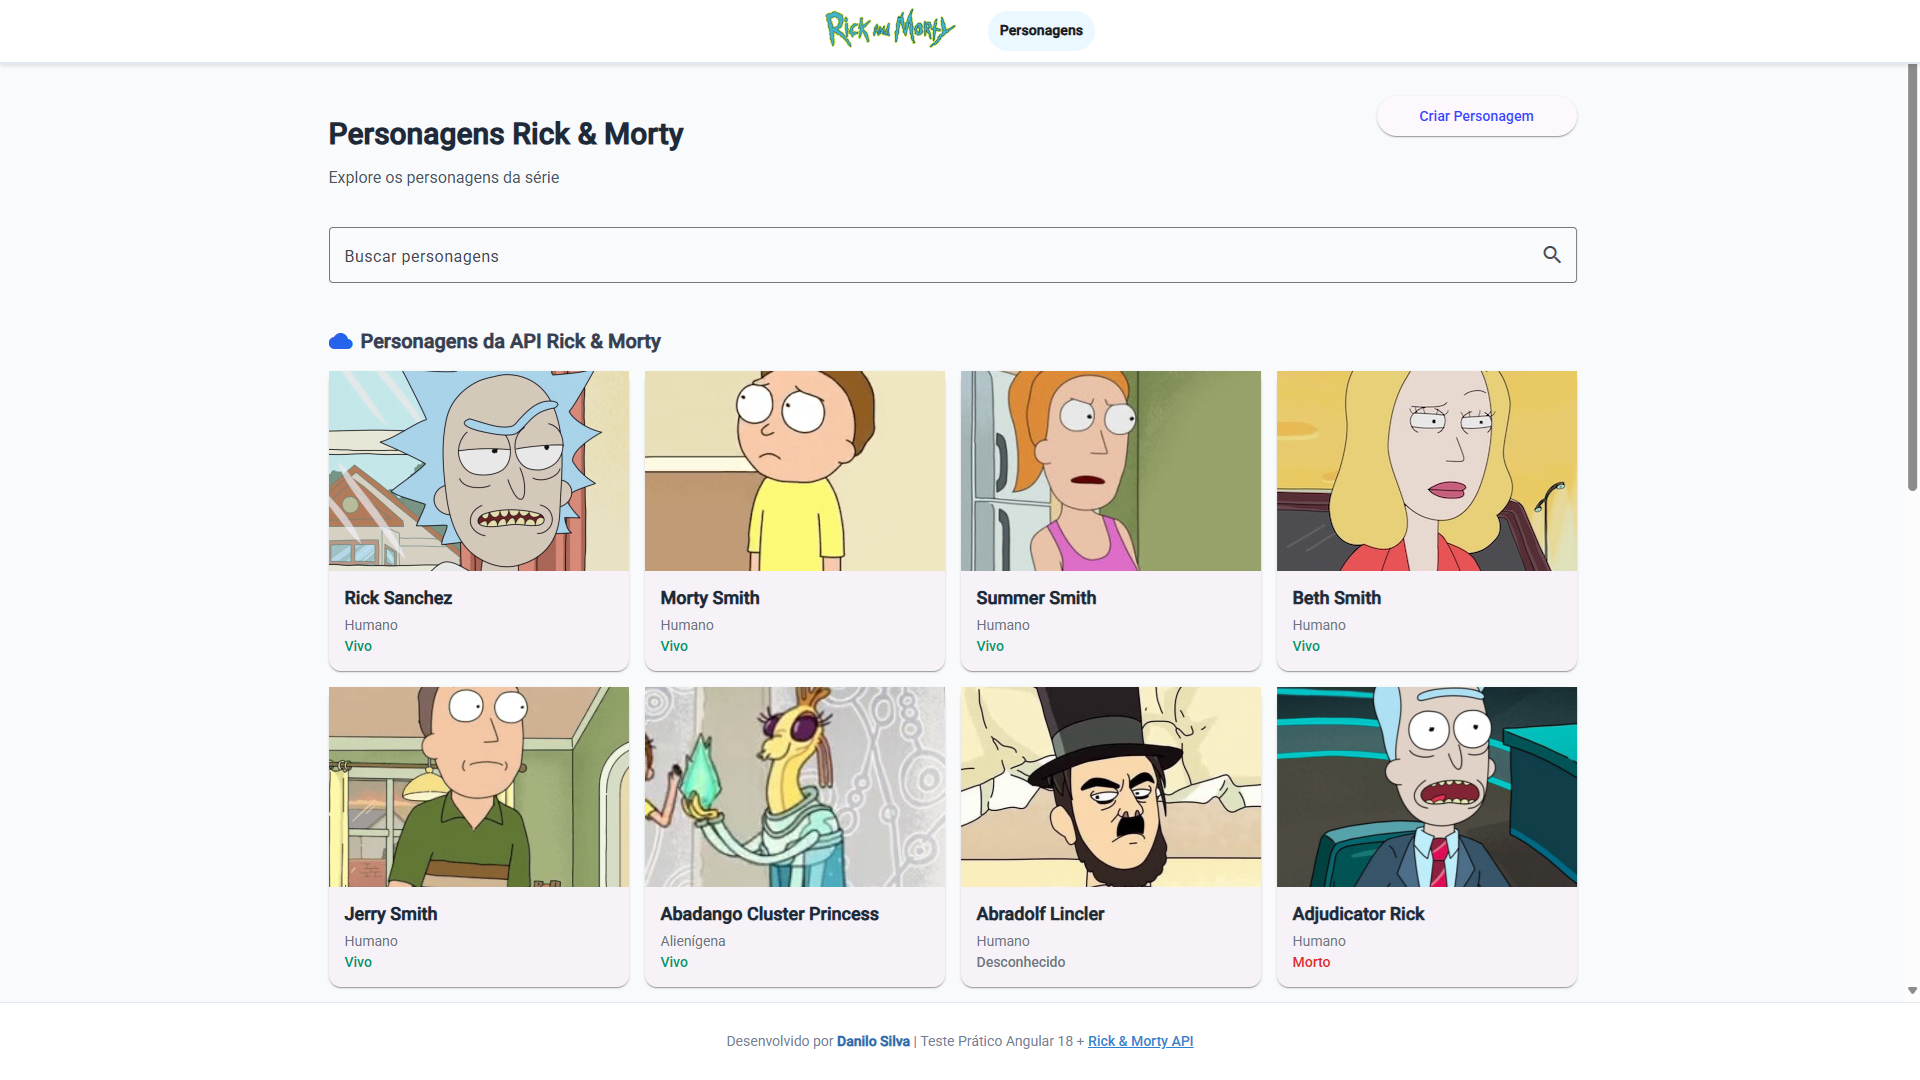 Rick and Morty
Personagens
Criar Personagem
Personagens Rick & Morty
Explore os personagens da série
Buscar personagens
Personagens da API Rick & Morty
Rick Sanchez
Humano
Vivo
Morty Smith
Humano
Vivo
Summer Smith
Humano
Vivo
Beth Smith
Humano
Vivo
Jerry Smith
Humano
Vivo
Abadango Cluster Princess
Alienígena
Vivo
Abradolf Lincler
Humano
Desconhecido
Adjudicator Rick
Humano
Morto
Desenvolvido por Danilo Silva | Teste Prático Angular 18 + Rick & Morty API